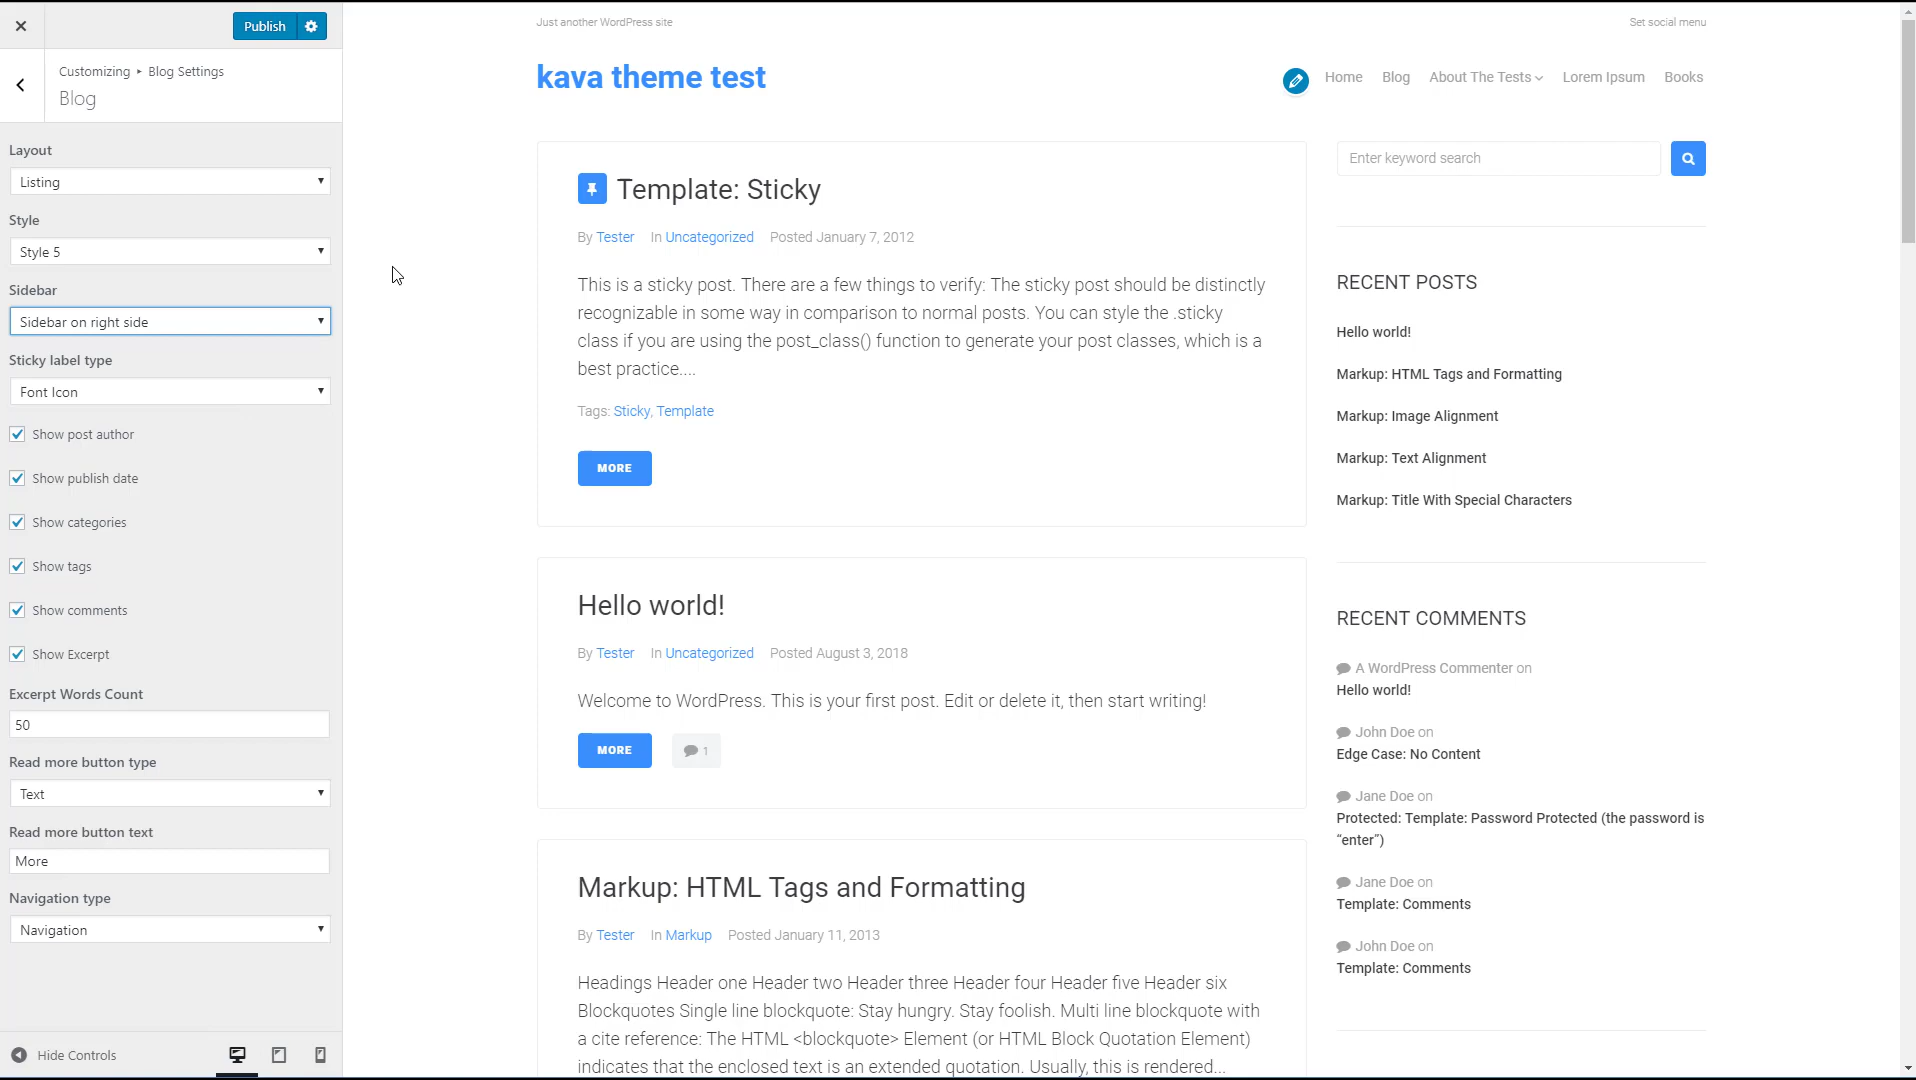 Publish
Customizing ▸ Blog Settings
Blog
Layout
Listing
Style
Style 5
Sidebar
Sidebar on right side
Sticky label type
Font Icon
Show post author
Show publish date
Show categories
Show tags
Show comments
Show Excerpt
Excerpt Words Count
50
Read more button type
Text
Read more button text
More
Navigation type
Navigation
Hide Controls
Just another WordPress site
Set social menu
kava theme test
Home Blog About The Tests Lorem Ipsum Books
Template: Sticky
By Tester In Uncategorized Posted January 7, 2012
This is a sticky post. There are a few things to verify: The sticky post should be distinctly
recognizable in some way in comparison to normal posts. You can style the .sticky
class if you are using the post_class() function to generate your post classes, which is a
best practice....
Tags: Sticky, Template
MORE
Hello world!
By Tester In Uncategorized Posted August 3, 2018
Welcome to WordPress. This is your first post. Edit or delete it, then start writing!
MORE 1
Markup: HTML Tags and Formatting
By Tester In Markup Posted January 11, 2013
Headings Header one Header two Header three Header four Header five Header six
Blockquotes Single line blockquote: Stay hungry. Stay foolish. Multi line blockquote with
a cite reference: The HTML <blockquote> Element (or HTML Block Quotation Element)
indicates that the enclosed text is an extended quotation. Usually, this is rendered...
Enter keyword search
RECENT POSTS
Hello world!
Markup: HTML Tags and Formatting
Markup: Image Alignment
Markup: Text Alignment
Markup: Title With Special Characters
RECENT COMMENTS
A WordPress Commenter on
Hello world!
John Doe on
Edge Case: No Content
Jane Doe on
Protected: Template: Password Protected (the password is
“enter”)
Jane Doe on
Template: Comments
John Doe on
Template: Comments